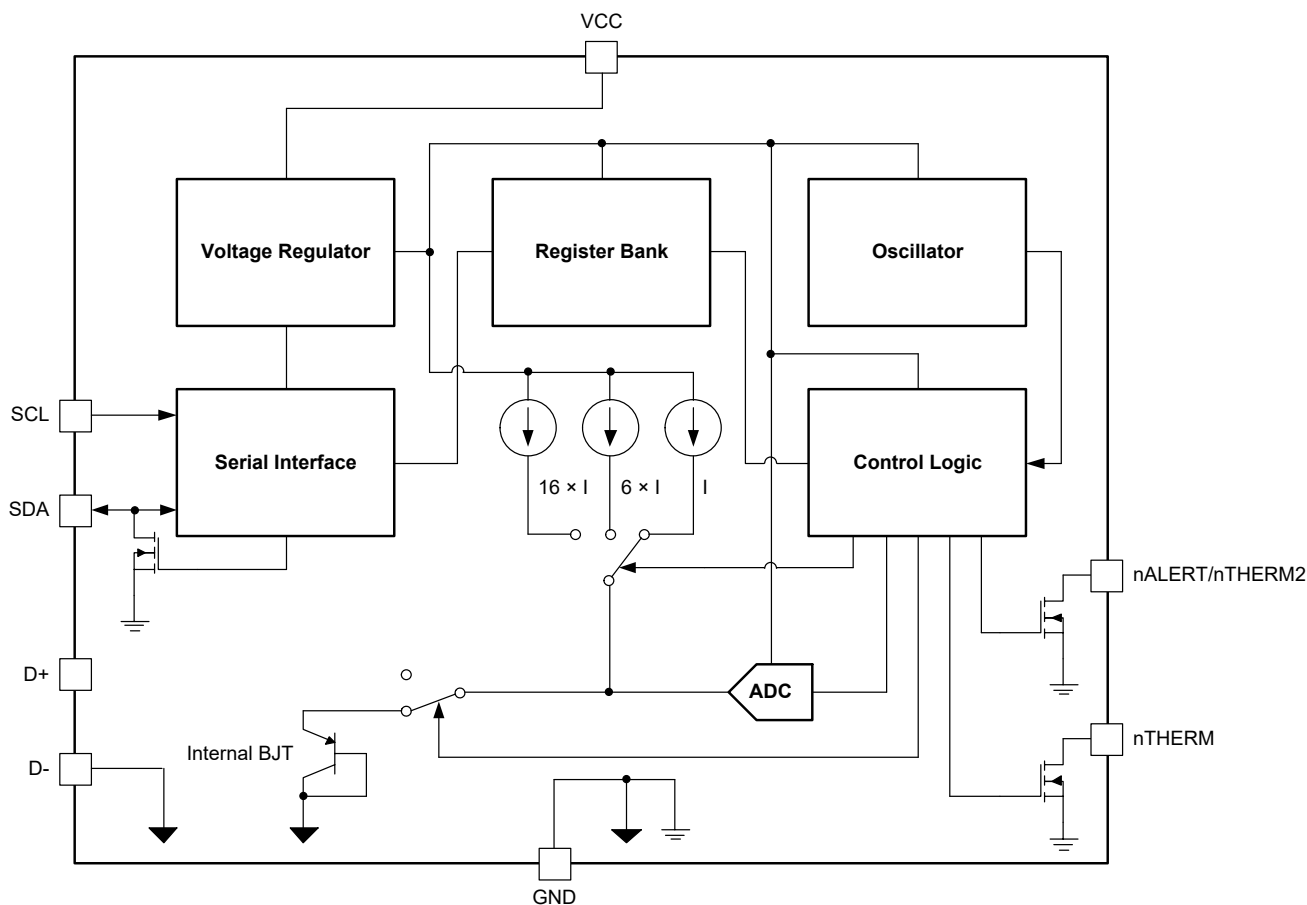 VCC
Voltage Regulator
Register Bank
Oscillator
SCL
Serial Interface
Control Logic
16 × I
6 × I
I
SDA
nALERT/nTHERM2
D+
ADC
Internal BJT
nTHERM
D-
GND